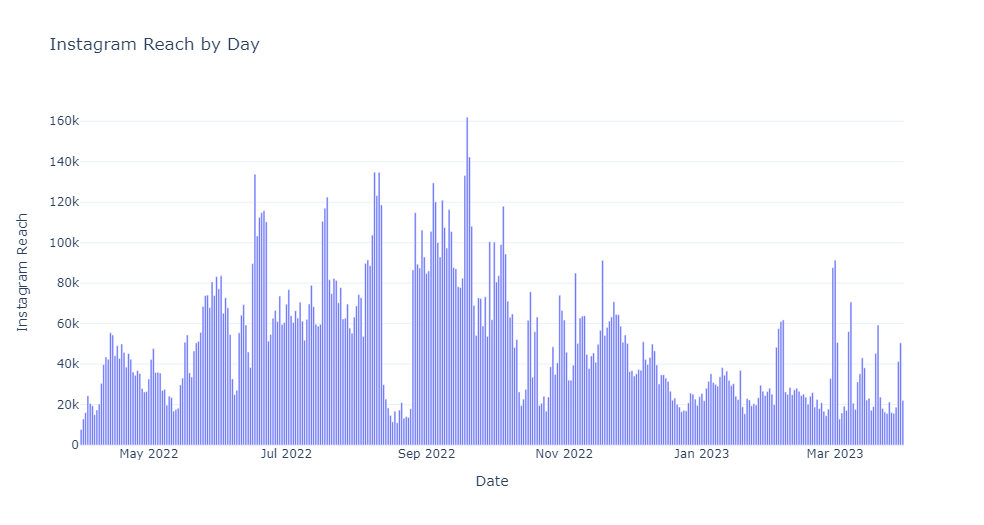 Instagram Reach by Day
Instagram Reach
160k
140k
120k
100k
80k
60k
40k
20k
0
May 2022
Jul 2022
Sep 2022
Nov 2022
Jan 2023
Mar 2023
Date